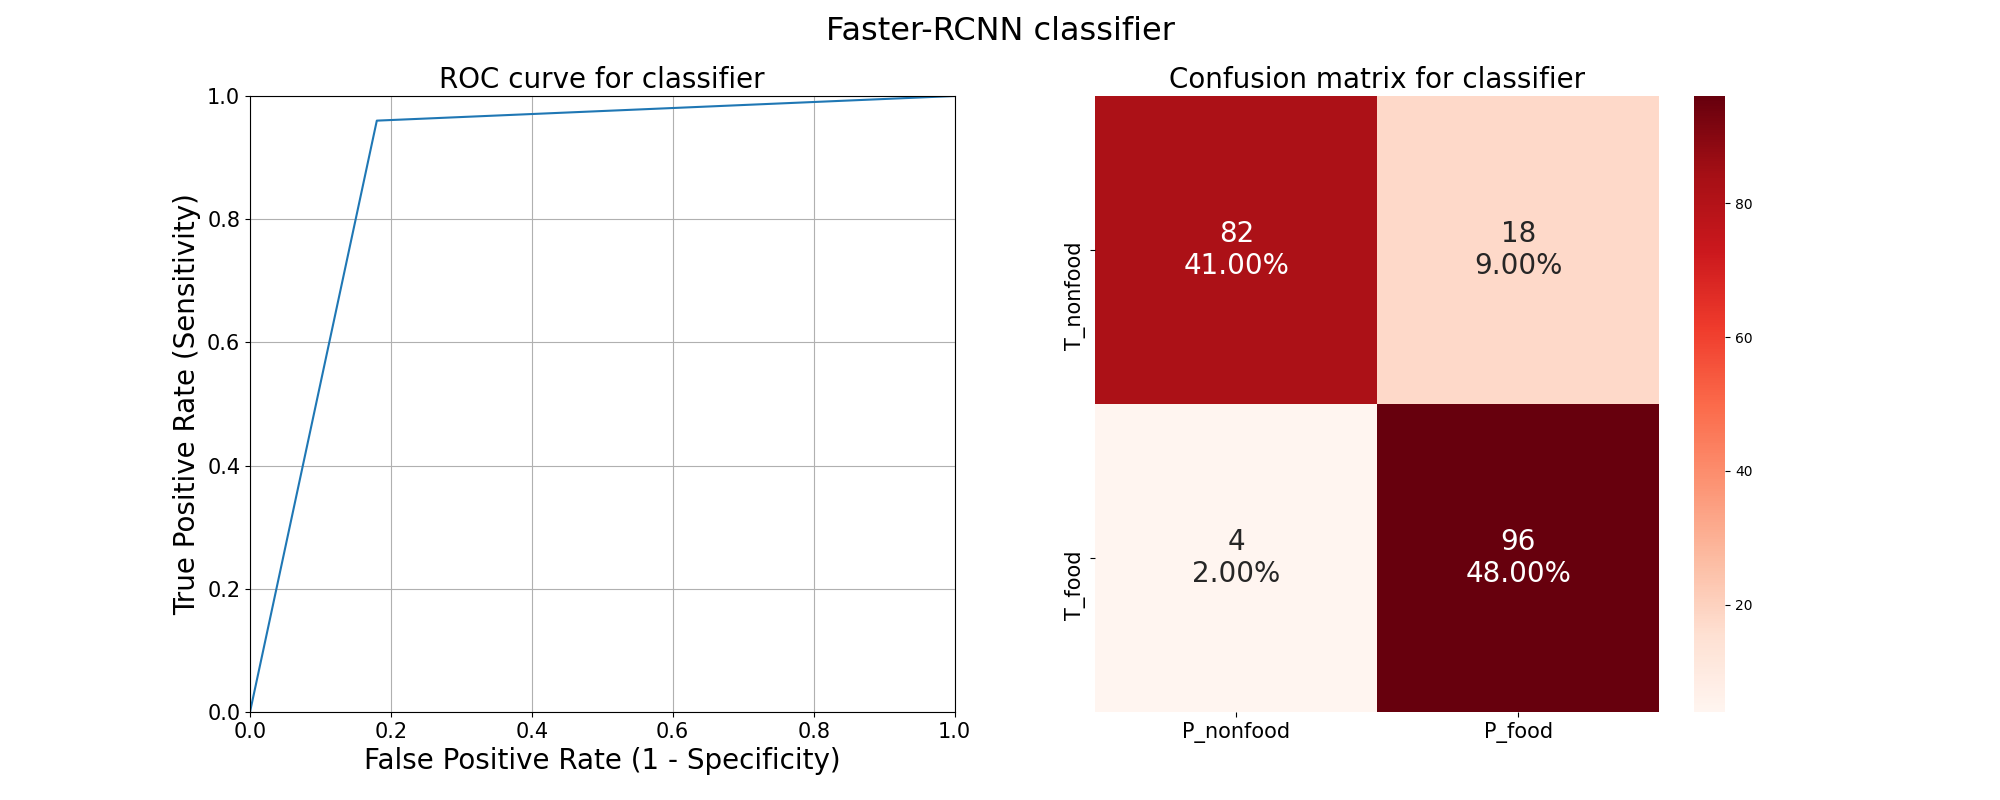 Faster-RCNN classifier
ROC curve for classifier
1.0
0.8
0.6
0.4
0.2
0.0
True Positive Rate (Sensitivity)
0.0 0.2 0.4 0.6 0.8 1.0
False Positive Rate (1 - Specificity)
Confusion matrix for classifier
T_nonfood
82 18
41.00% 9.00%
T_food
4 96
2.00% 48.00%
P_nonfood P_food
80
60
40
20